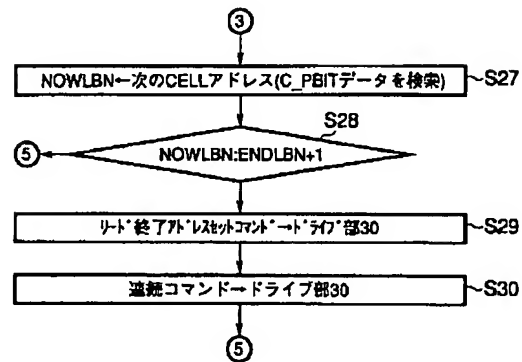 ③
NOWLBN←次のCELLアドレス(C_PBITデータを検索) S27
S28
⑤ NOWLBN:ENDLBN+1
ﾘｰﾄﾞ終了ｱﾄﾞﾚｽｾｯﾄｺﾏﾝﾄﾞ→ﾄﾞﾗｲﾌﾞ部30 S29
連続コマンド→ドライブ部30 S30
⑤